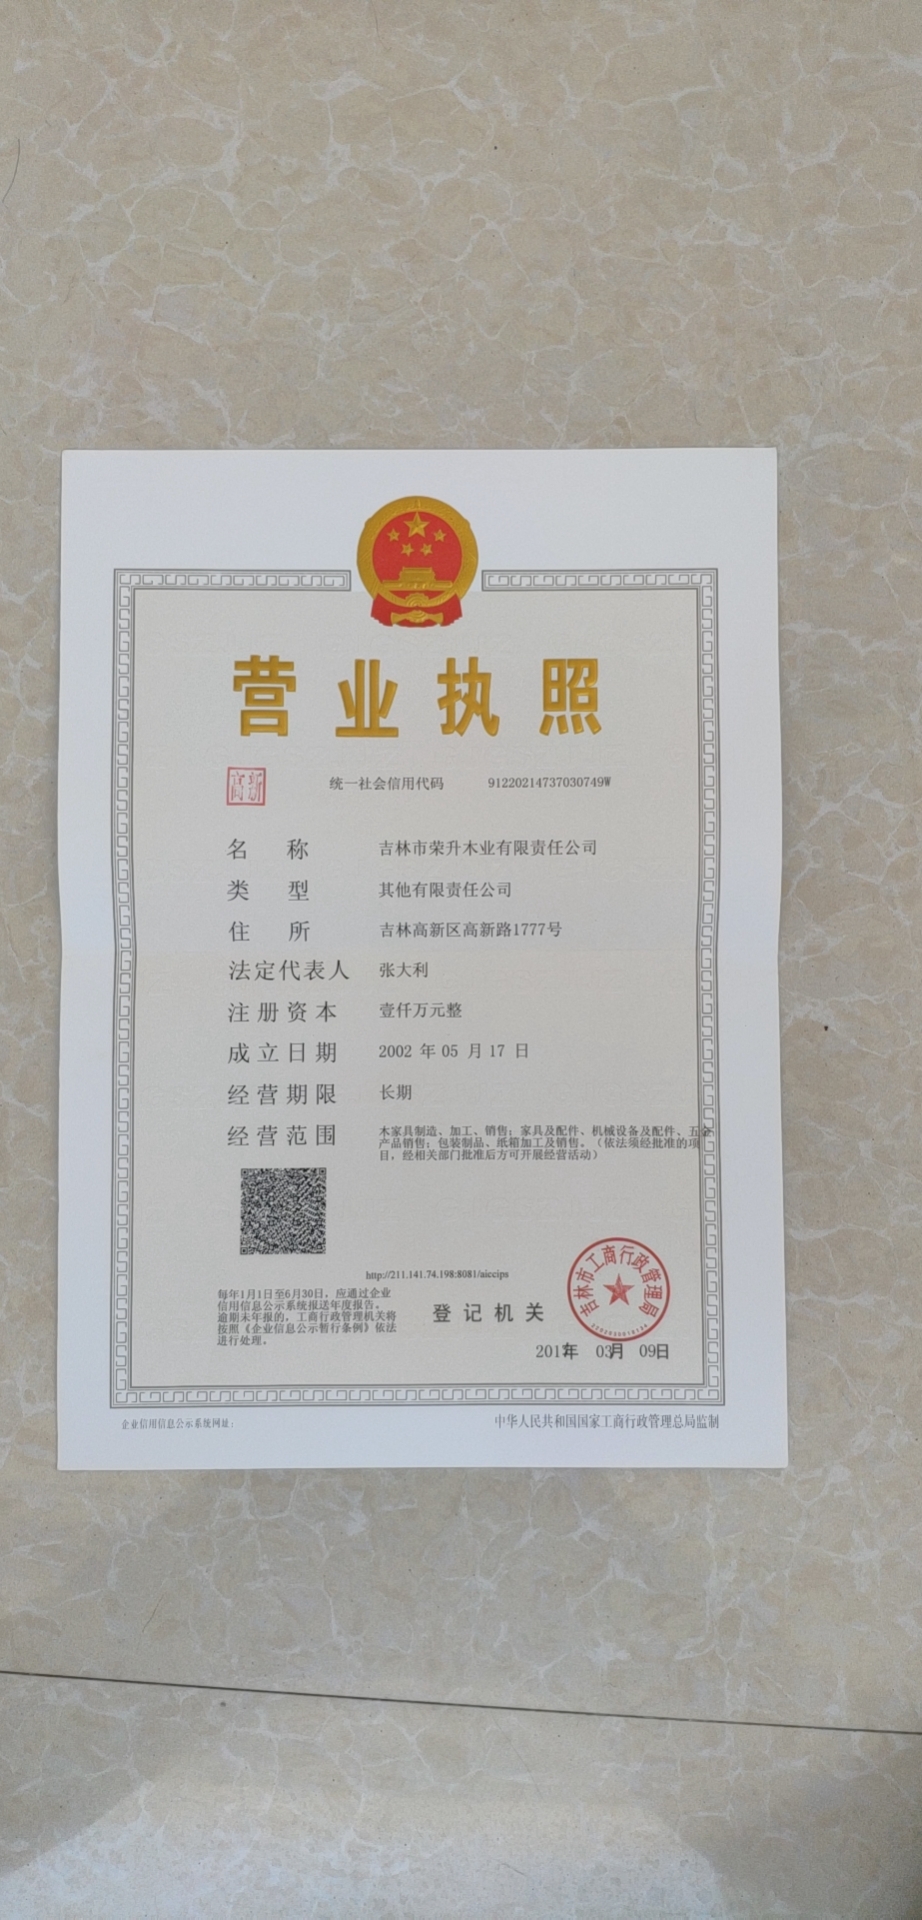 营业执照
高新
统一社会信用代码 91220214737030749W
名称 吉林市荣升木业有限责任公司
类型 其他有限责任公司
住所 吉林高新区高新路1777号
法定代表人 张大利
注册资本 壹仟万元整
成立日期 2002 年 05 月 17 日
经营期限 长期
经营范围 木家具制造、加工、销售；家具及配件、机械设备及配件、五金
产品销售；包装制品、纸箱加工及销售。（依法须经批准的项
目，经相关部门批准后方可开展经营活动）
http://211.141.74.198:8081/aiccips
每年1月1日至6月30日，应通过企业
信用信息公示系统报送年度报告。
逾期未年报的，工商行政管理机关将
按照《企业信息公示暂行条例》依法
进行处理。
登记机关
吉林市工商行政管理局
年 03月 09日
企业信用信息公示系统网址：
中华人民共和国国家工商行政管理总局监制